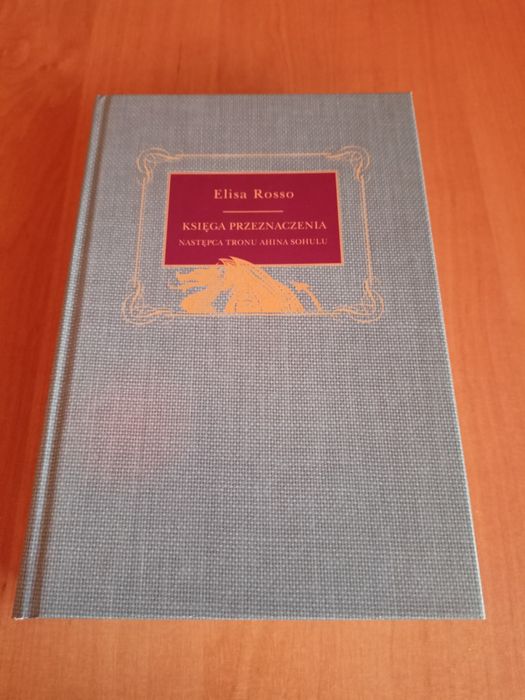 Elisa Rosso
KSIĘGA PRZEZNACZENIA
NASTĘPCA TRONU AHINA SOHULU